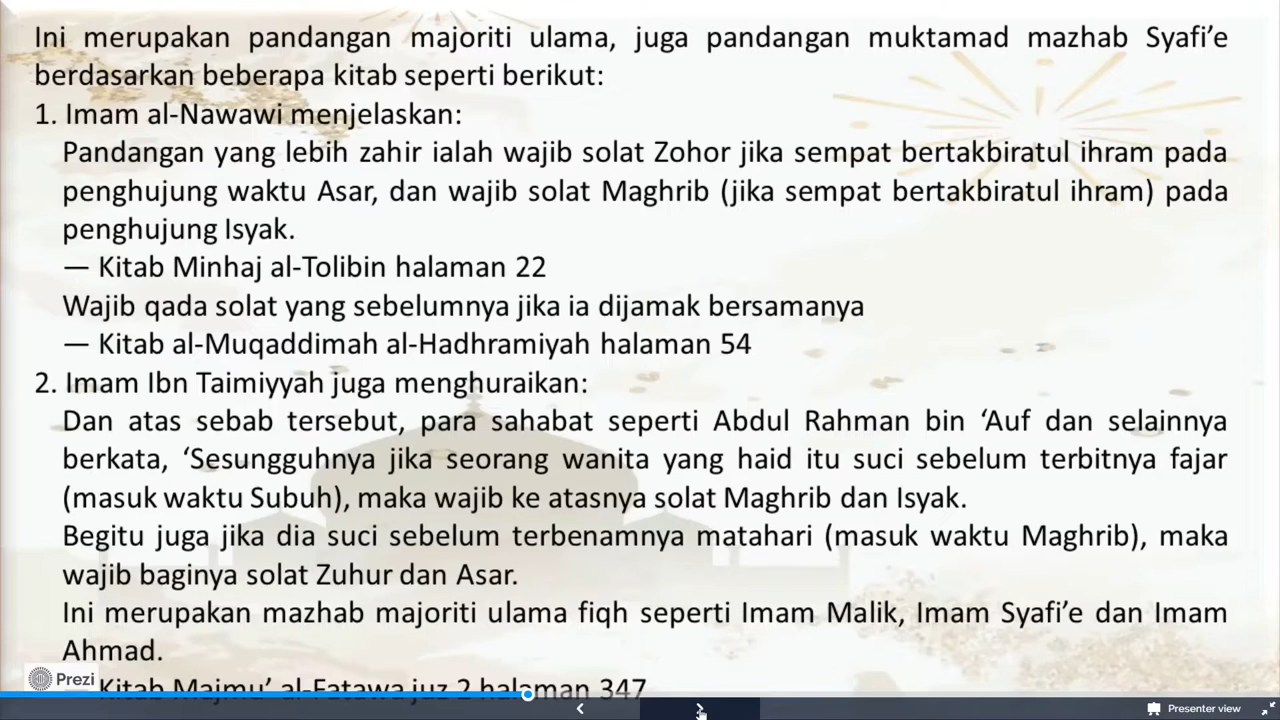 Ini merupakan pandangan majoriti ulama, juga pandangan muktamad mazhab Syafi’e
berdasarkan beberapa kitab seperti berikut:
1. Imam al-Nawawi menjelaskan:
Pandangan yang lebih zahir ialah wajib solat Zohor jika sempat bertakbiratul ihram pada
penghujung waktu Asar, dan wajib solat Maghrib (jika sempat bertakbiratul ihram) pada
penghujung Isyak.
— Kitab Minhaj al-Tolibin halaman 22
Wajib qada solat yang sebelumnya jika ia dijamak bersamanya
— Kitab al-Muqaddimah al-Hadhramiyah halaman 54
2. Imam Ibn Taimiyyah juga menghuraikan:
Dan atas sebab tersebut, para sahabat seperti Abdul Rahman bin ‘Auf dan selainnya
berkata, ‘Sesungguhnya jika seorang wanita yang haid itu suci sebelum terbitnya fajar
(masuk waktu Subuh), maka wajib ke atasnya solat Maghrib dan Isyak.
Begitu juga jika dia suci sebelum terbenamnya matahari (masuk waktu Maghrib), maka
wajib baginya solat Zuhur dan Asar.
Ini merupakan mazhab majoriti ulama fiqh seperti Imam Malik, Imam Syafi’e dan Imam
Ahmad.
— Kitab Majmu’ al-Fatawa juz 2 halaman 347
Prezi
Presenter view